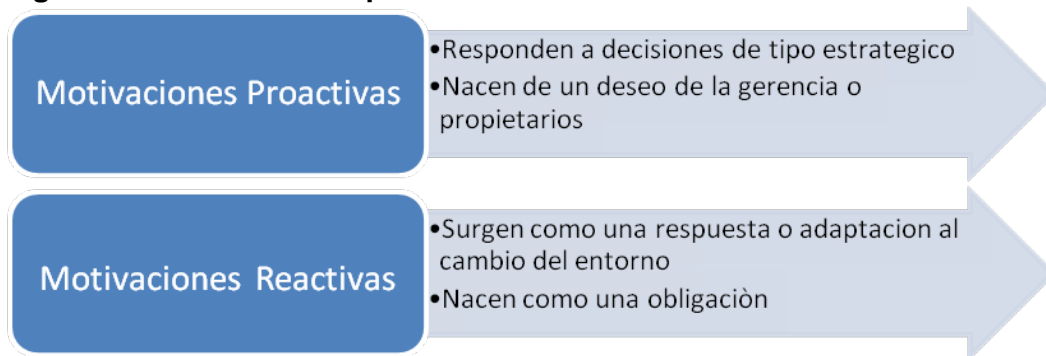 Motivaciones Proactivas
•Responden a decisiones de tipo estrategico
•Nacen de un deseo de la gerencia o
propietarios
Motivaciones Reactivas
•Surgen como una respuesta o adaptacion al
cambio del entorno
•Nacen como una obligaciòn